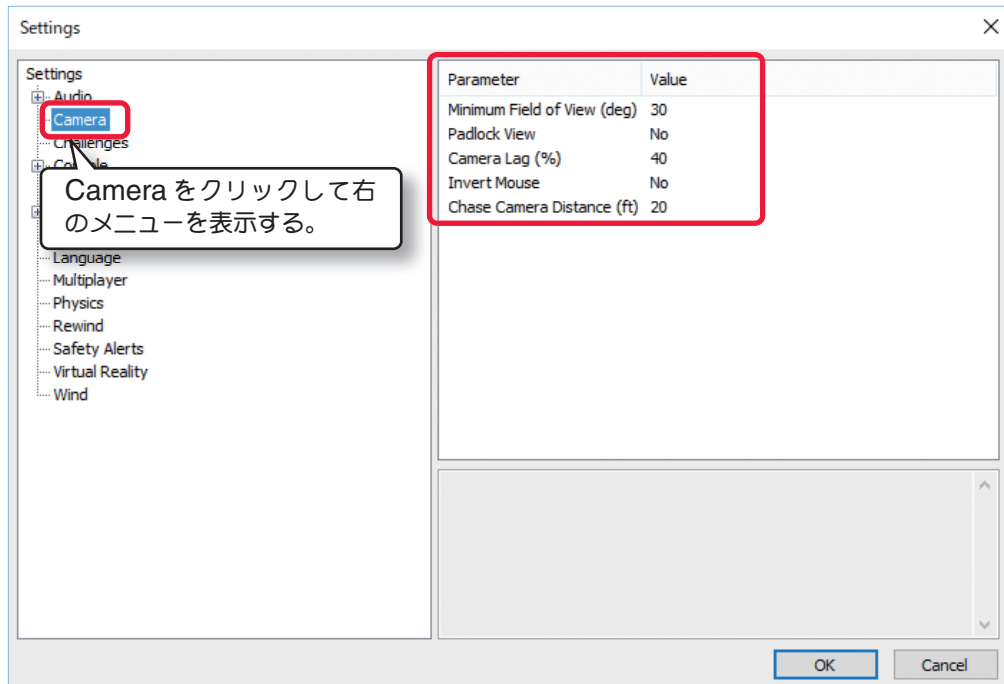 Settings
Settings
Audio
Camera
Challenges
Camera をクリックして右
のメニューを表示する。
Language
Multiplayer
Physics
Rewind
Safety Alerts
Virtual Reality
Wind
Parameter Value
Minimum Field of View (deg) 30
Padlock View No
Camera Lag (%) 40
Invert Mouse No
Chase Camera Distance (ft) 20
OK Cancel